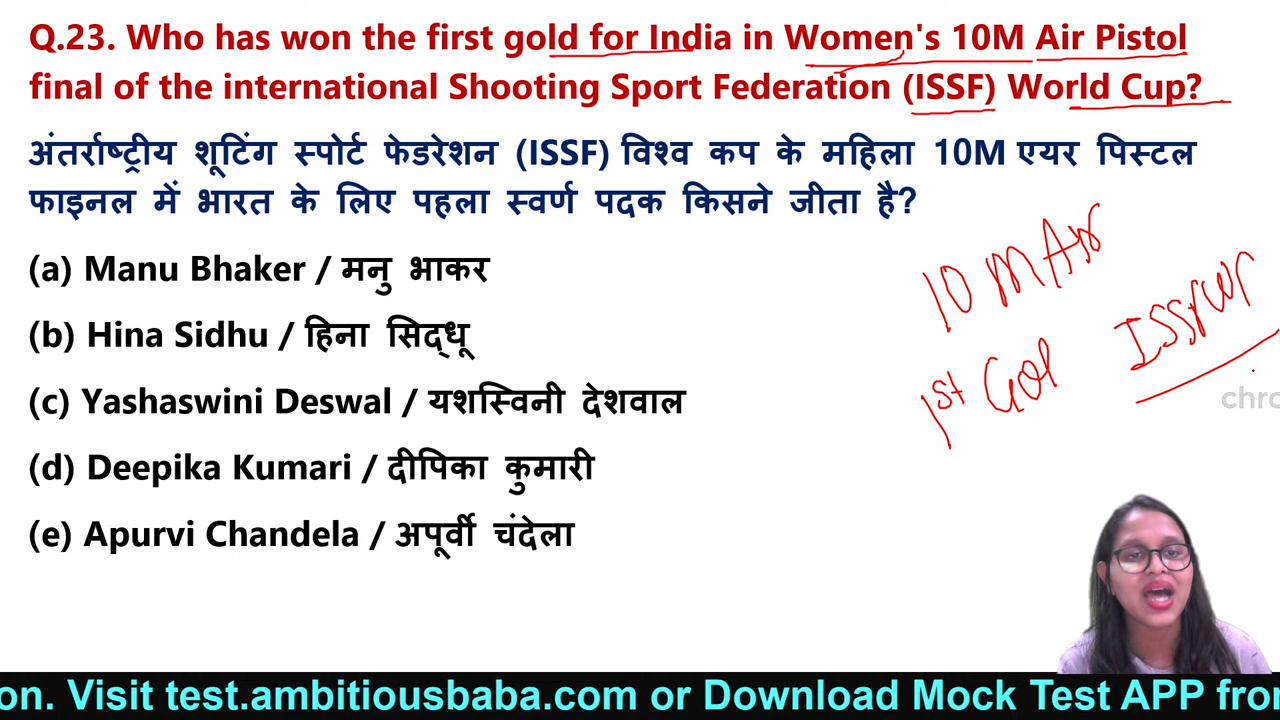 Q.23. Who has won the first gold for India in Women's 10M Air Pistol
final of the international Shooting Sport Federation (ISSF) World Cup?
अंतर्राष्ट्रीय शूटिंग स्पोर्ट फेडरेशन (ISSF) विश्व कप के महिला 10M एयर पिस्टल
फाइनल में भारत के लिए पहला स्वर्ण पदक किसने जीता है?
(a) Manu Bhaker / मनु भाकर
(b) Hina Sidhu / हिना सिद्धू
(c) Yashaswini Deswal / यशस्विनी देशवाल
(d) Deepika Kumari / दीपिका कुमारी
(e) Apurvi Chandela / अपूर्वी चंदेला
10 m Air
1st Gol
chro
on. Visit test.ambitiousbaba.com or Download Mock Test APP fro